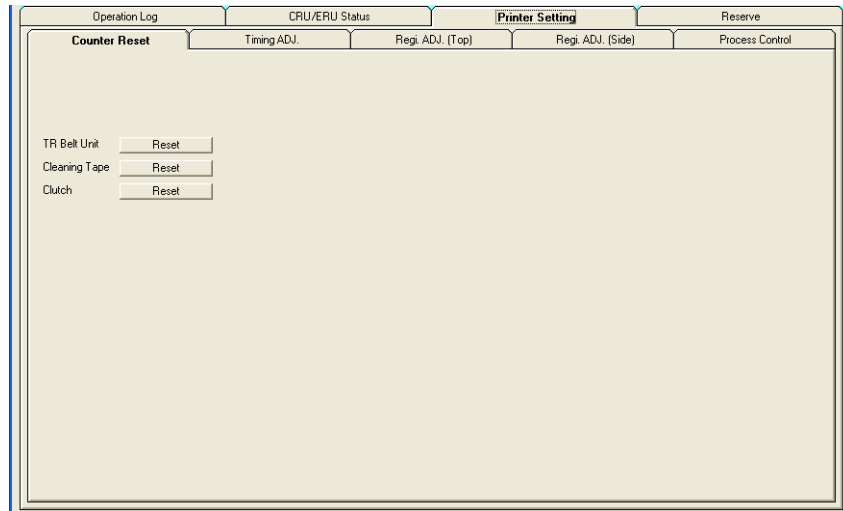 Operation Log CRU/ERU Status Printer Setting Reserve
Counter Reset Timing ADJ. Regi. ADJ. (Top) Regi. ADJ. (Side) Process Control
TR Belt Unit Reset
Cleaning Tape Reset
Clutch Reset